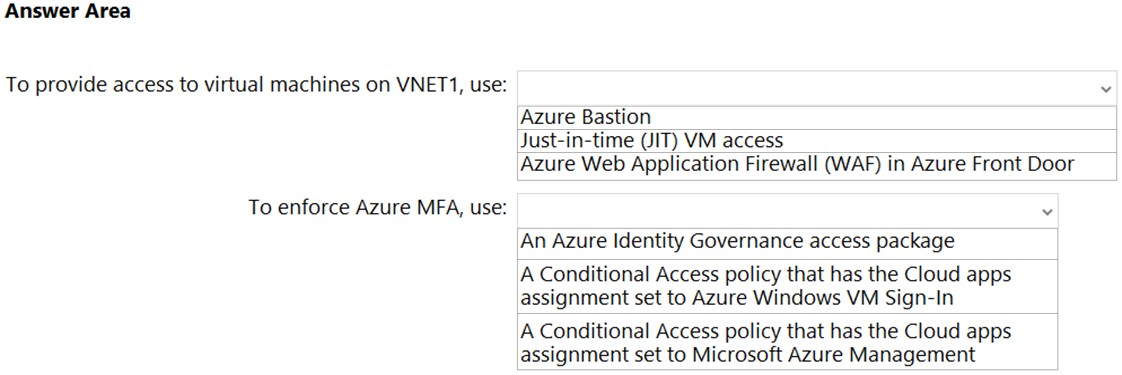 Answer Area
To provide access to virtual machines on VNET1, use:
Azure Bastion
Just-in-time (JIT) VM access
Azure Web Application Firewall (WAF) in Azure Front Door
To enforce Azure MFA, use:
An Azure Identity Governance access package
A Conditional Access policy that has the Cloud apps
assignment set to Azure Windows VM Sign-In
A Conditional Access policy that has the Cloud apps
assignment set to Microsoft Azure Management